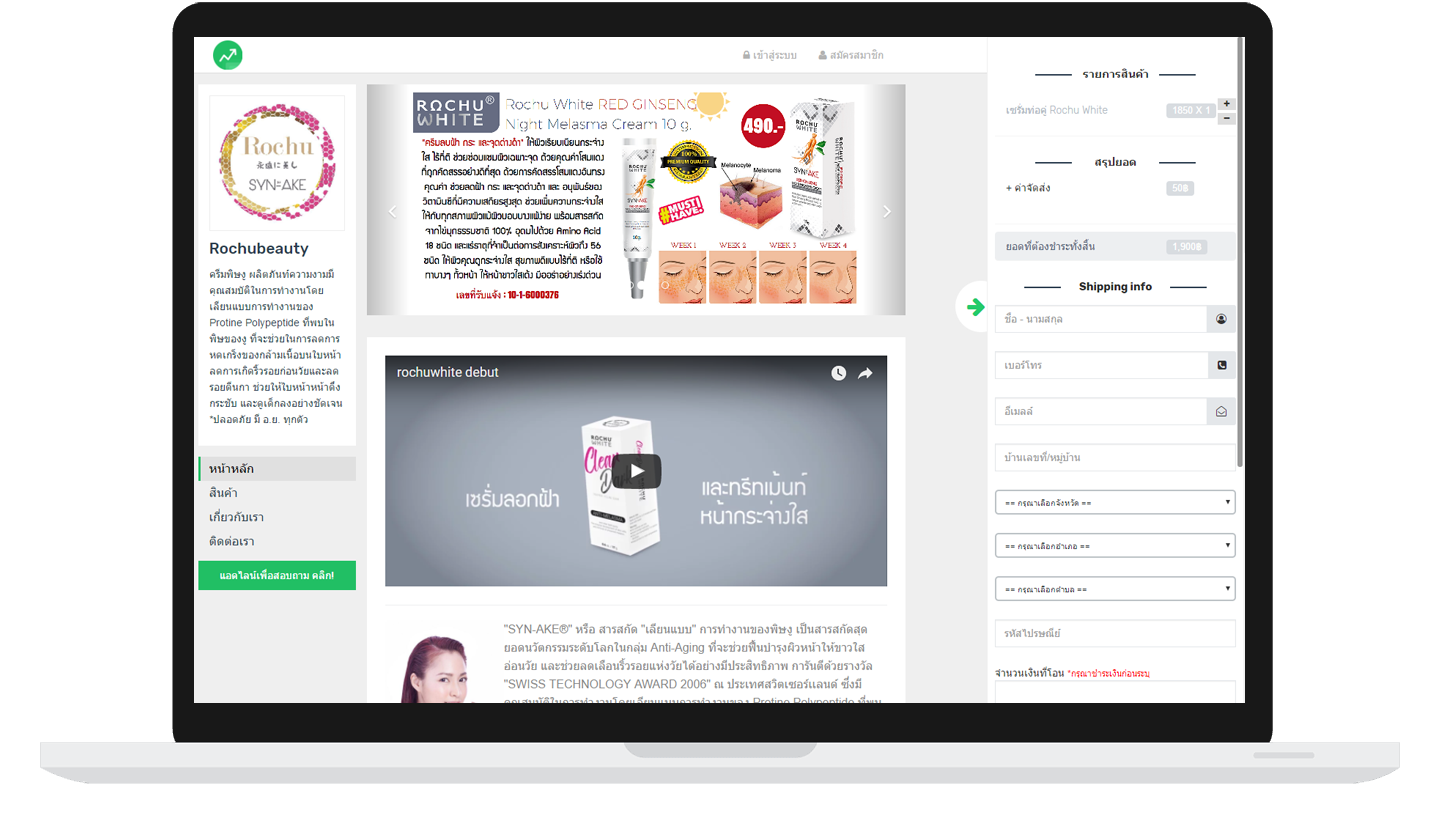 เข้าสู่ระบบ
สมัครสมาชิก
Rochu
SYN=AKE
Rochubeauty
ครีมพิษงู ผลิตภัณฑ์ความงามมี
คุณสมบัติในการทำงานโดย
เลียนแบบการทำงานของ
Protine Polypeptide ที่พบใน
พิษของงู ที่จะช่วยในการลดการ
หดเกร็งของกล้ามเนื้อบนใบหน้า
ลดการเกิดริ้วรอยก่อนวัยและลด
รอยตีนกา ช่วยให้ใบหน้าหน้าตึง
กระชับ และดูเด็กลงอย่างชัดเจน
*ปลอดภัย มี อ.ย. ทุกตัว
หน้าหลัก
สินค้า
เกี่ยวกับเรา
ติดต่อเรา
แอดไลน์เพื่อสอบถาม คลิก!
ROCHU®
WHITE
Rochu White RED GINSENG
Night Melasma Cream 10 g.
"ครีมลบฝ้า กระ และจุดด่างดำ" ให้ผิวเรียบเนียนกระจ่าง
ใส ไร้ที่ติ ช่วยซ่อมแซมผิวเฉพาะจุด ด้วยคุณค่าโสมแดง
ที่ถูกคัดสรรอย่างดีที่สุด ด้วยการคัดสรรโสมแดงอันทรง
คุณค่า ช่วยลดฝ้า กระ และจุดด่างดำ และ อนุพันธ์ของ
วิตามินซีที่มีความเสถียรสูงสุด ช่วยเพิ่มความกระจ่างใส
ให้กับทุกสภาพผิวแม้ผิวบอบบางแพ้ง่าย พร้อมสารสกัด
จากไข่มุกธรรมชาติ 100% อุดมไปด้วย Amino Acid
18 ชนิด และแร่ธาตุที่จำเป็นต่อการสังเคราะห์ผิวถึง 56
ชนิด ให้ผิวคุณดูกระจ่างใส สุขภาพดีแบบไร้ที่ติ หรือใช้
ทาบางๆ ทั่วหน้า ให้หน้าขาวใสเด้ง มีออร่าอย่างเร่งด่วน
เลขที่ใบรับแจ้ง : 10-1-6000376
490.-
100%
PREMIUM QUALITY
#MUST HAVE!
Melanocyte
Melanoma
ROCHU
WHITE
SYN=AKE
WEEK 1
WEEK 2
WEEK 3
WEEK 4
rochuwhite debut
เซรั่มลอกฝ้า
ROCHU
WHITE
Clean
Dark
และทรีทเม้นท์
หน้ากระจ่างใส
"SYN-AKE®" หรือ สารสกัด "เลียนแบบ" การทำงานของพิษงู เป็นสารสกัดสุด
ยอดนวัตกรรมระดับโลกในกลุ่ม Anti-Aging ที่จะช่วยฟื้นบำรุงผิวหน้าให้ขาวใส
อ่อนวัย และช่วยลดเลือนริ้วรอยแห่งวัยได้อย่างมีประสิทธิภาพ การันตีด้วยรางวัล
"SWISS TECHNOLOGY AWARD 2006" ณ ประเทศสวิตเซอร์แลนด์ ซึ่งมี
คุณสมบัติในการทำงานโดยเลียนแบบการทำงานของ Protine Polypeptide ที่พบ
รายการสินค้า
เซรั่มท่อคู่ Rochu White
1850 X 1
+
−
สรุปยอด
+ ค่าจัดส่ง
50฿
ยอดที่ต้องชำระทั้งสิ้น
1,900฿
Shipping info
ชื่อ - นามสกุล
เบอร์โทร
อีเมลล์
บ้านเลขที่/หมู่บ้าน
== กรุณาเลือกจังหวัด ==
== กรุณาเลือกอำเภอ ==
== กรุณาเลือกตำบล ==
รหัสไปรษณีย์
จำนวนเงินที่โอน *กรุณาชำระเงินก่อนระบุ